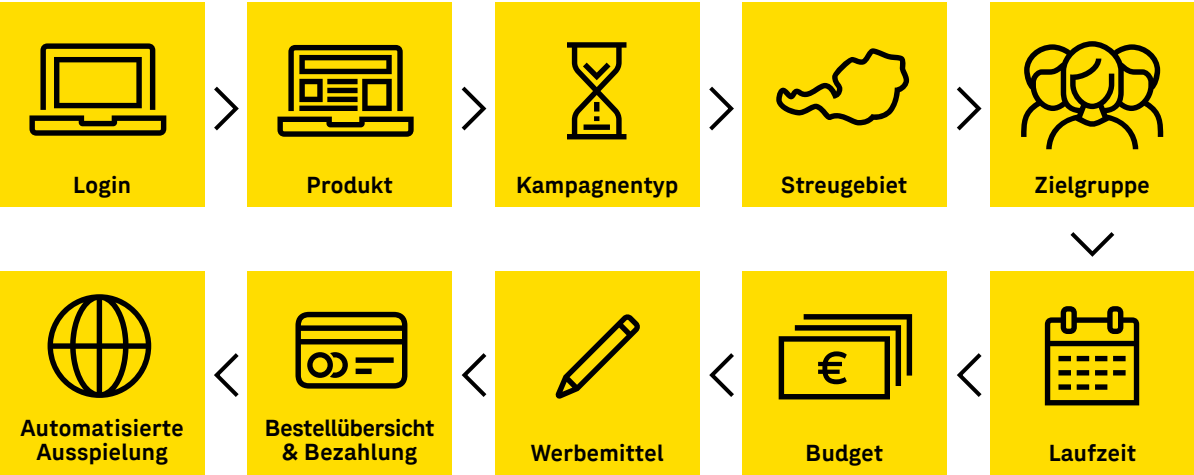 Login
Produkt
Kampagnentyp
Streugebiet
Zielgruppe
Laufzeit
€
Budget
Werbemittel
Bestellübersicht
& Bezahlung
Automatisierte
Ausspielung